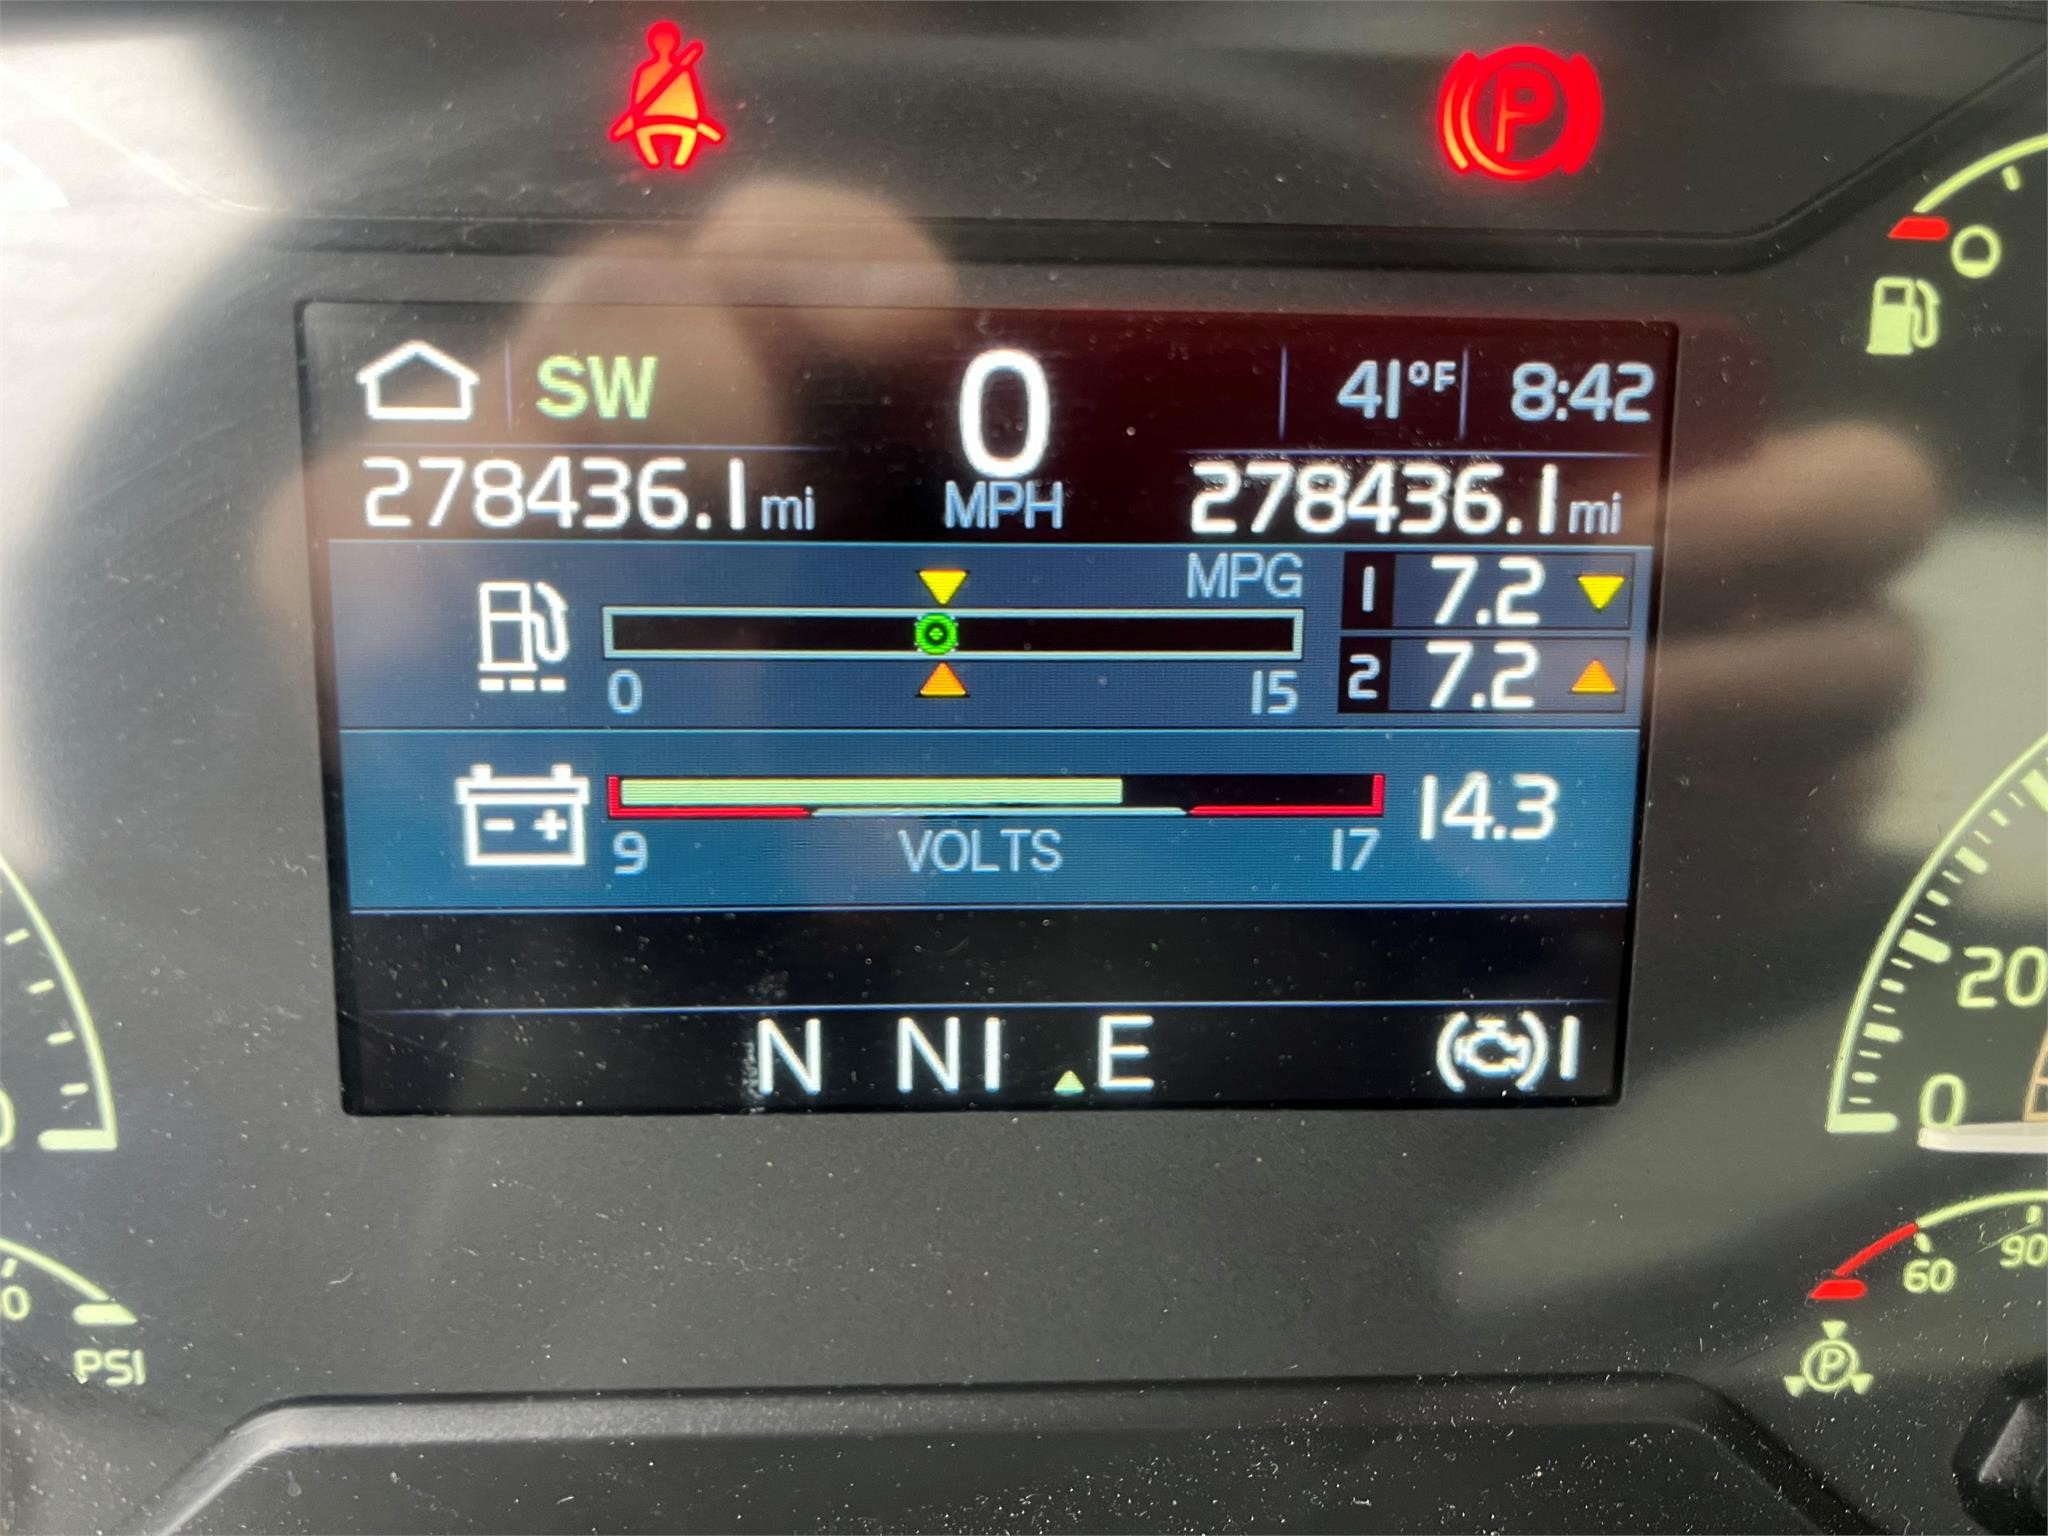 SW 0 41°F 8:42
278436.1 mi MPH 278436.1 mi
MPG 1 7.2
0 15 2 7.2
14.3
9 VOLTS 17
N N1 E 1
20
0
60 90
P
PSI